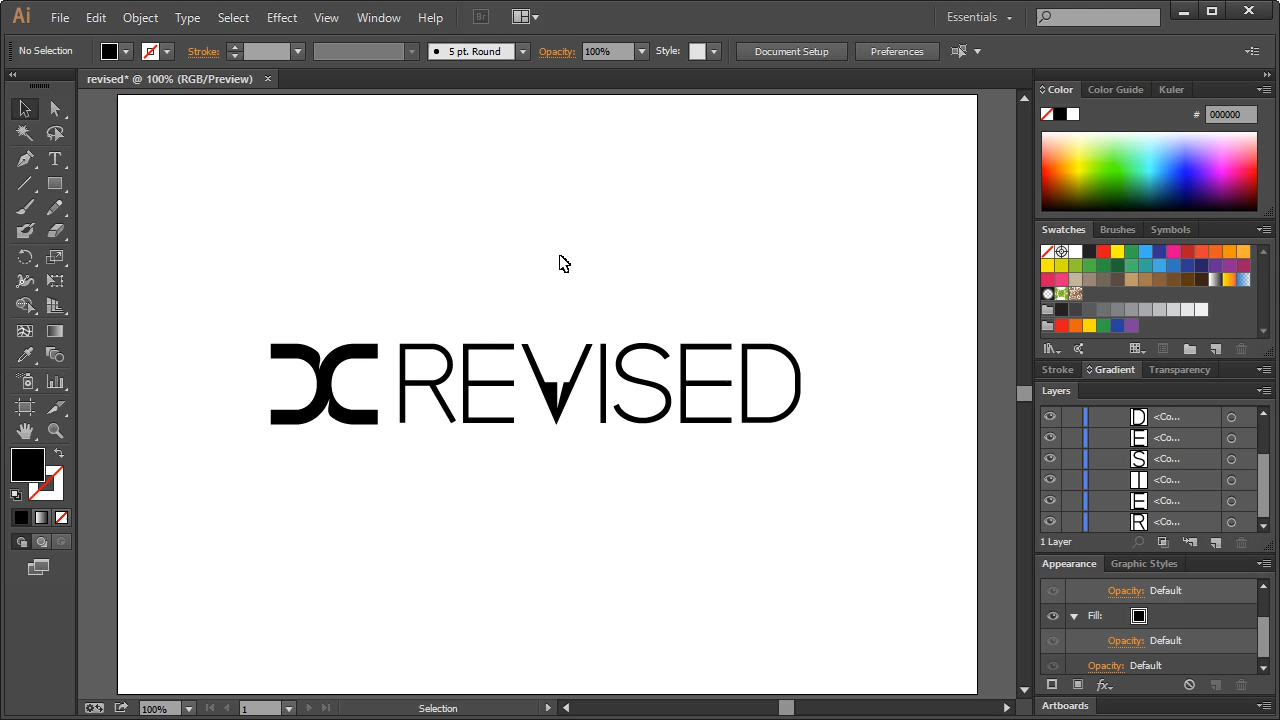 Ai File Edit Object Type Select Effect View Window Help Br Essentials
No Selection Stroke: 5 pt. Round Opacity: 100% Style: Document Setup Preferences
revised* @ 100% (RGB/Preview) ×
Color Color Guide Kuler
# 000000
T
Swatches Brushes Symbols
REVISED
Stroke Gradient Transparency
Layers
<Co...
<Co...
<Co...
<Co...
<Co...
<Co...
1 Layer
Appearance Graphic Styles
Opacity: Default
Fill:
Opacity: Default
Opacity: Default
fx
Artboards
100% 1 Selection